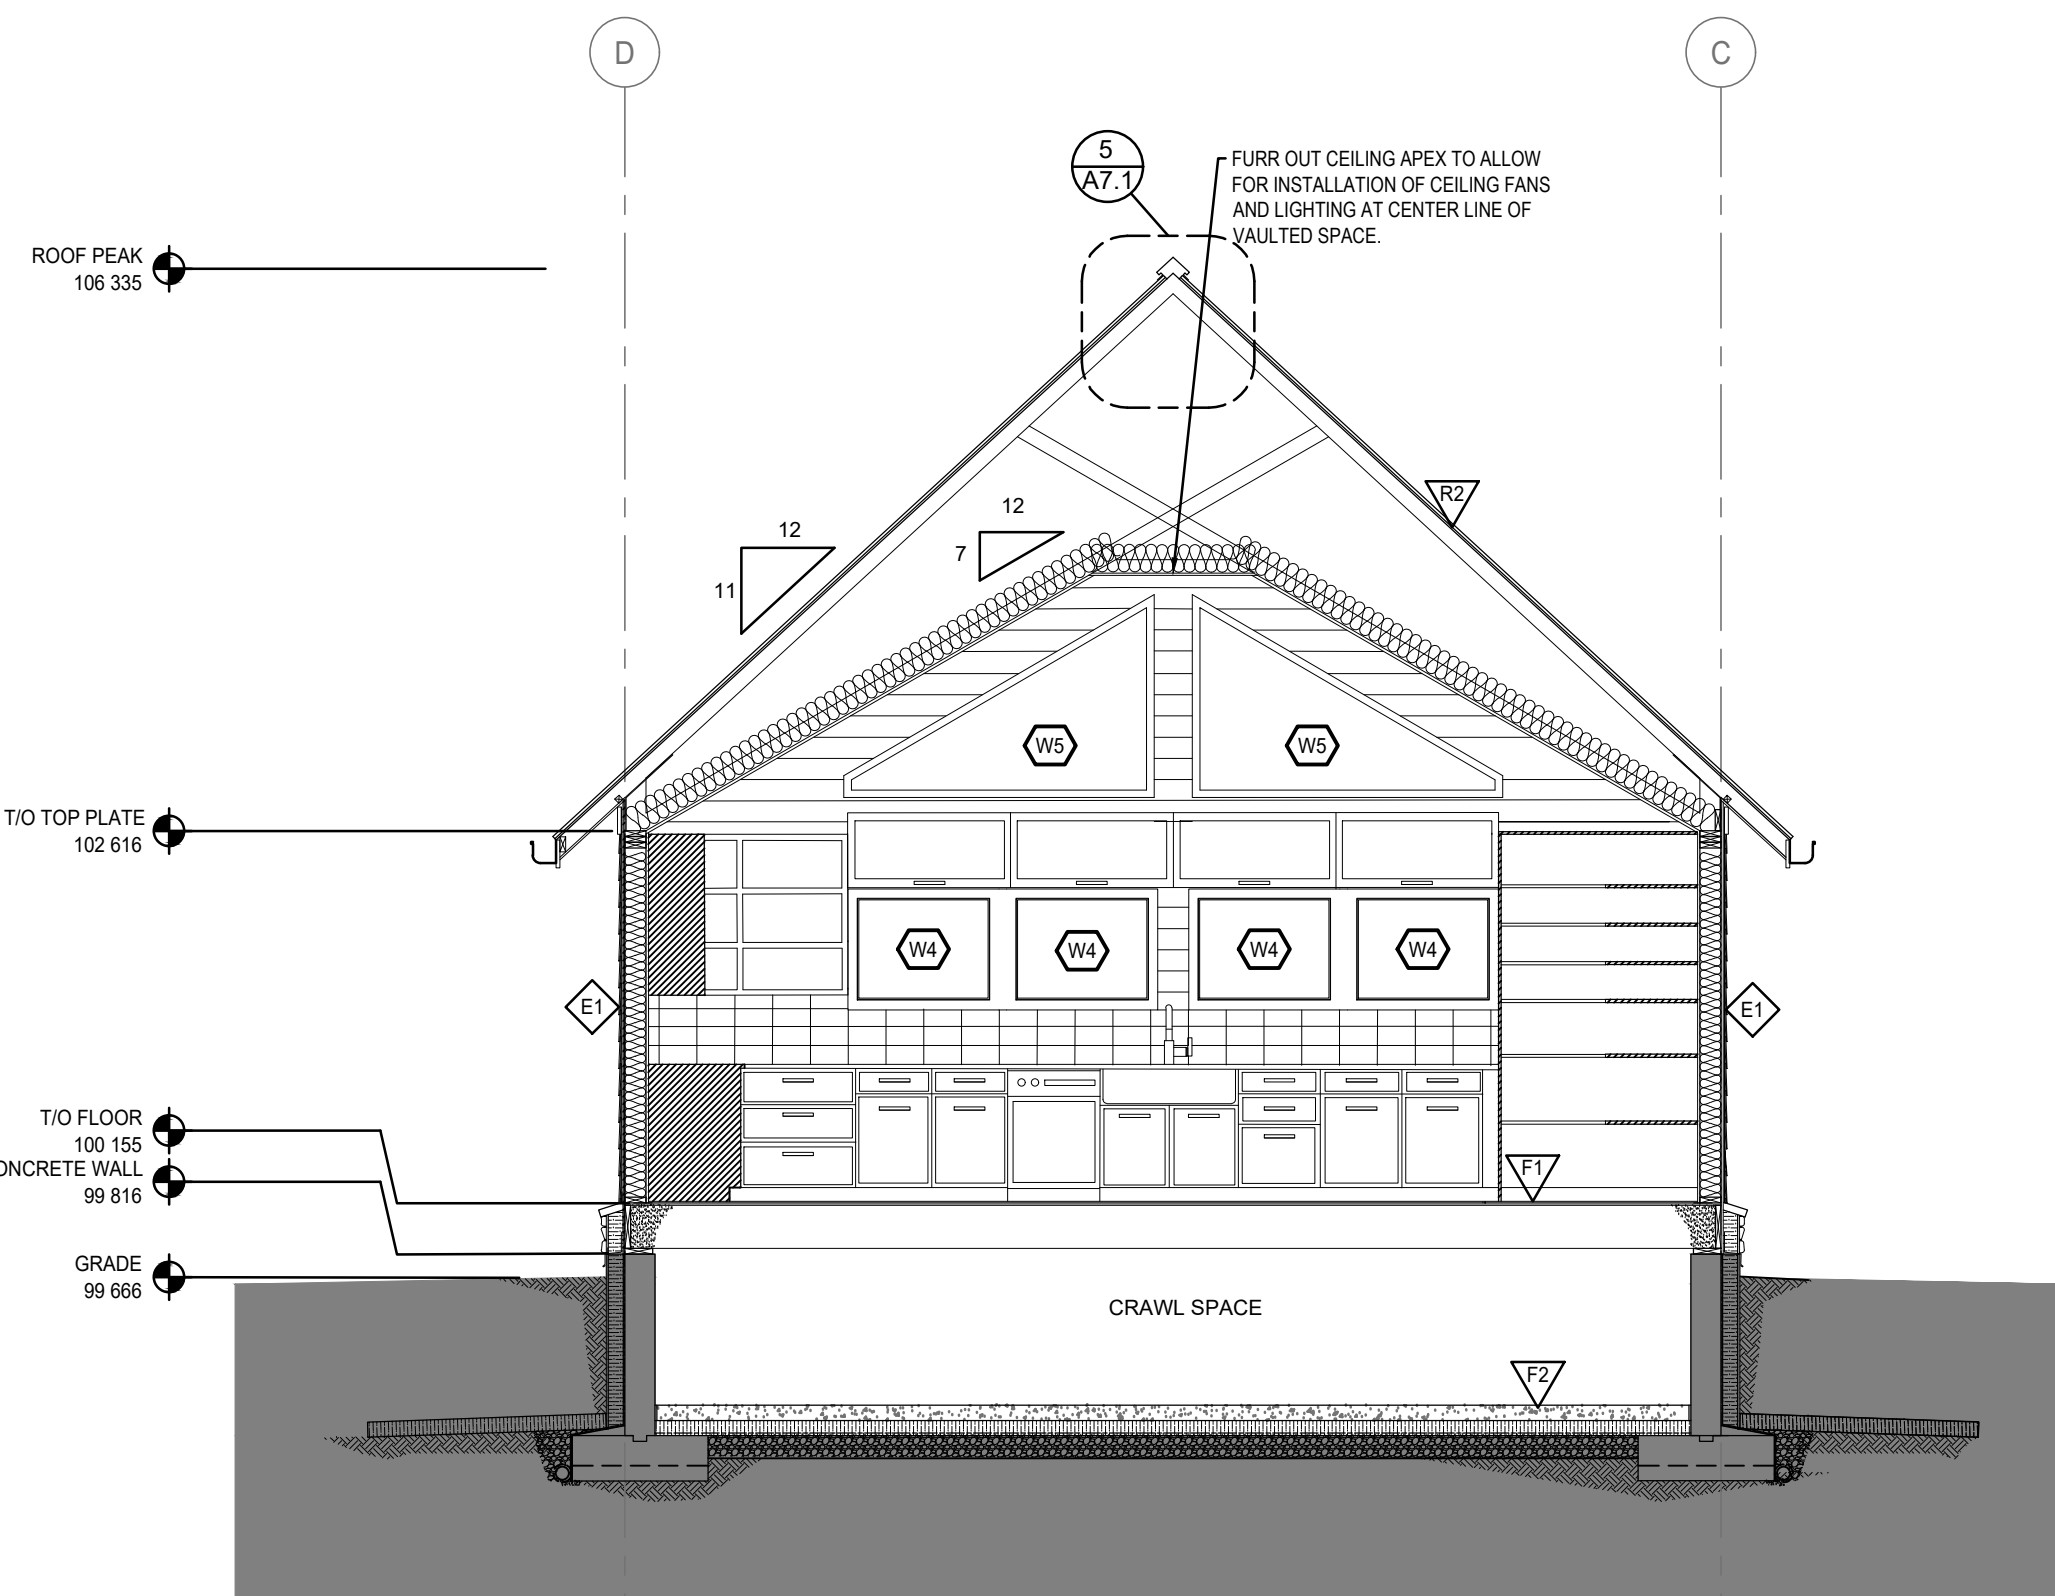 D
C
5
A7.1
FURR OUT CEILING APEX TO ALLOW
FOR INSTALLATION OF CEILING FANS
AND LIGHTING AT CENTER LINE OF
VAULTED SPACE.
ROOF PEAK
106 335
R2
12
12
7
11
W5
W5
T/O TOP PLATE
102 616
W4
W4
W4
W4
E1
E1
T/O FLOOR
100 155
CONCRETE WALL
99 816
F1
GRADE
99 666
CRAWL SPACE
F2